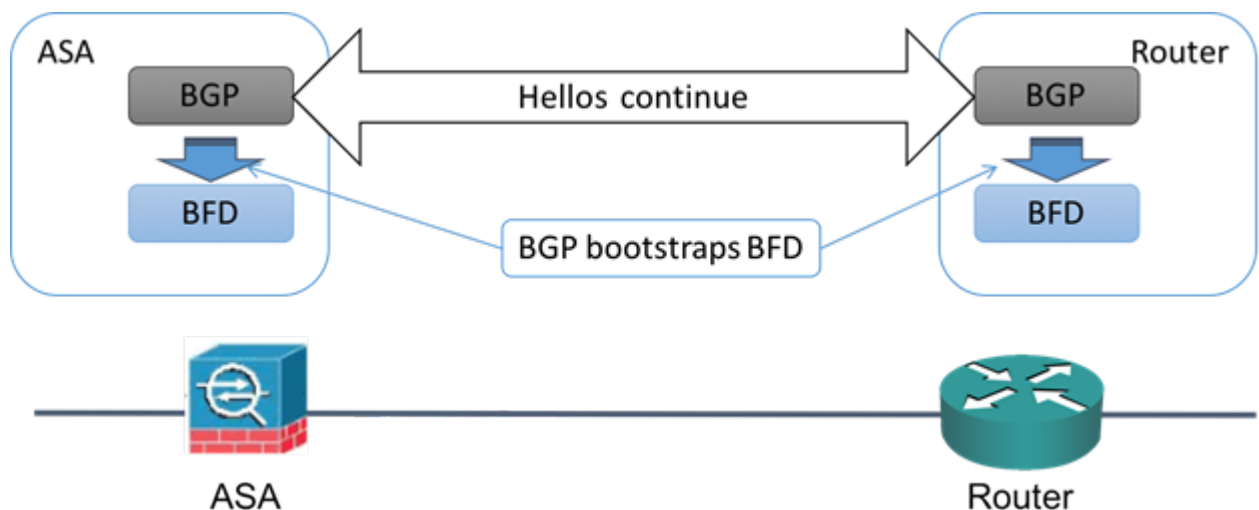 ASA
Router
BGP
Hellos continue
BGP
BFD
BFD
BGP bootstraps BFD
ASA
Router